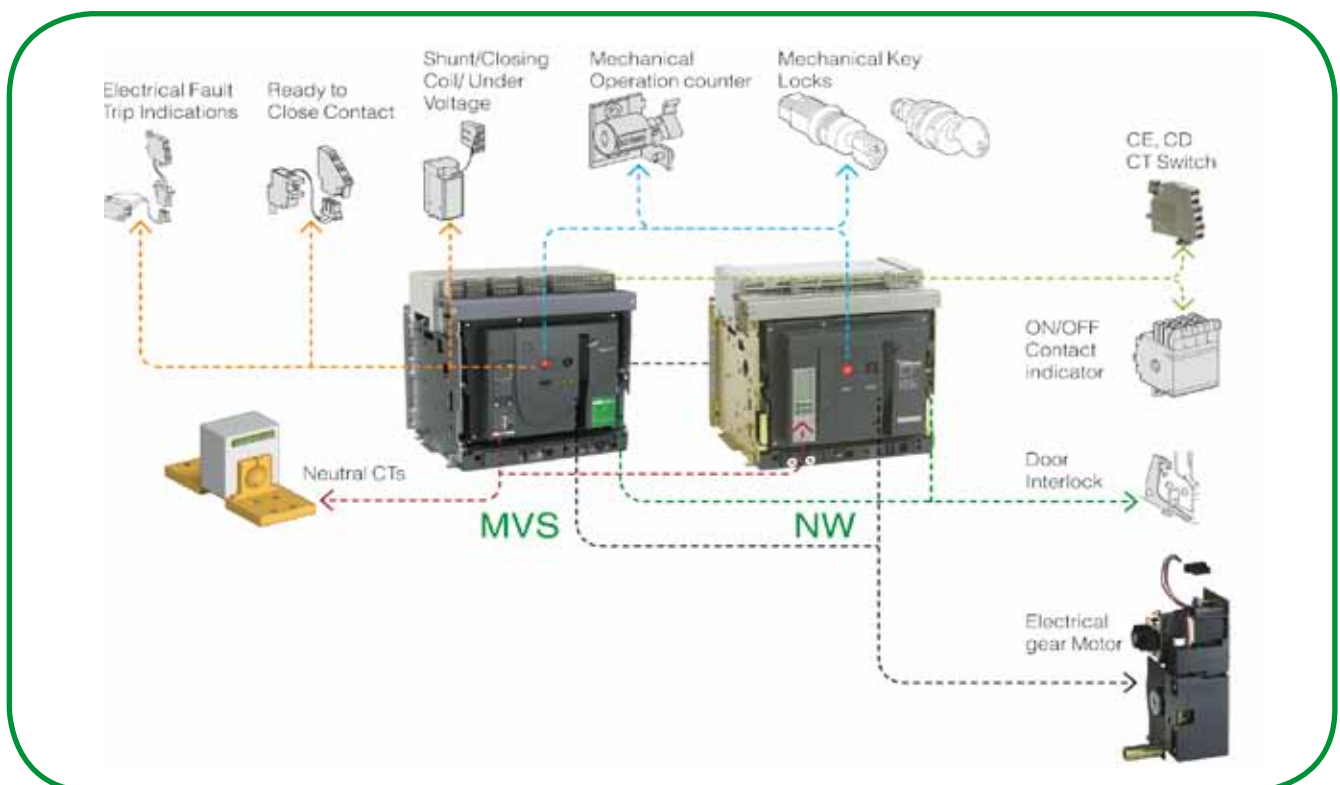 Electrical Fault
Trip Indications
Ready to
Close Contact
Shunt/Closing
Coil/ Under
Voltage
Mechanical
Operation counter
Mechanical Key
Locks
CE, CD
CT Switch
ON/OFF
Contact
indicator
Neutral CTs
Door
Interlock
MVS
NW
Electrical
gear Motor